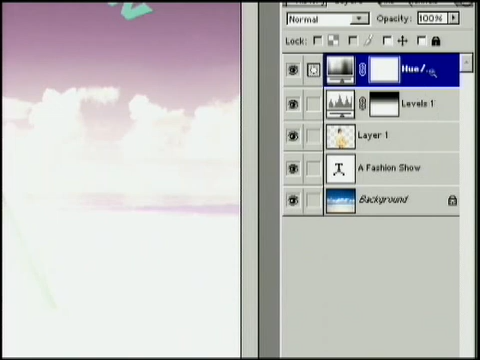 Normal
Opacity: 100%
Lock:
Hue/...
Levels 1
Layer 1
A Fashion Show
Background